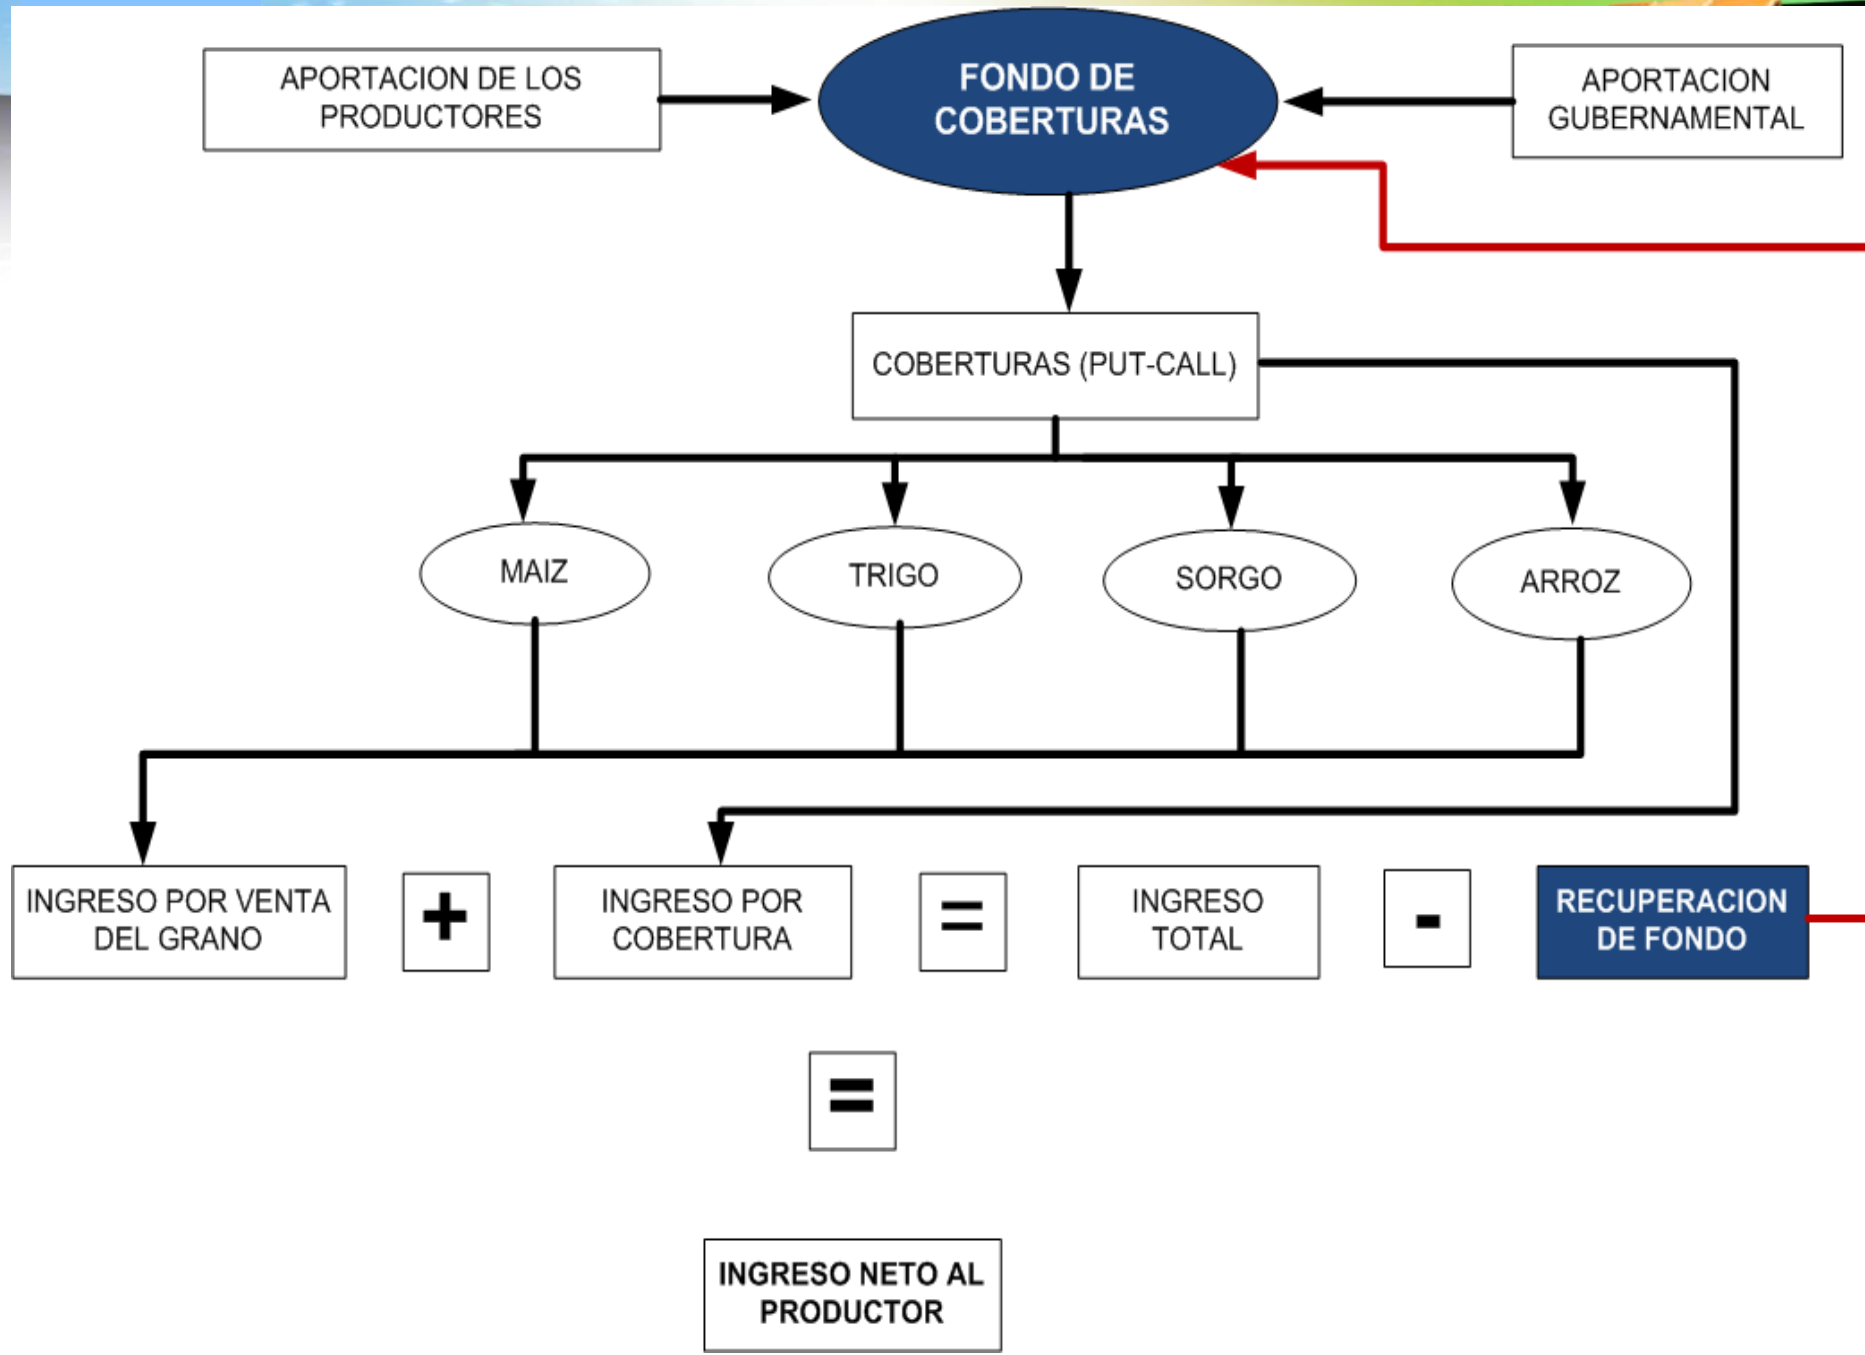 APORTACION DE LOS
PRODUCTORES
FONDO DE
COBERTURAS
APORTACION
GUBERNAMENTAL
COBERTURAS (PUT-CALL)
MAIZ
TRIGO
SORGO
ARROZ
INGRESO POR VENTA
DEL GRANO
+
INGRESO POR
COBERTURA
=
INGRESO
TOTAL
-
RECUPERACION
DE FONDO
=
INGRESO NETO AL
PRODUCTOR